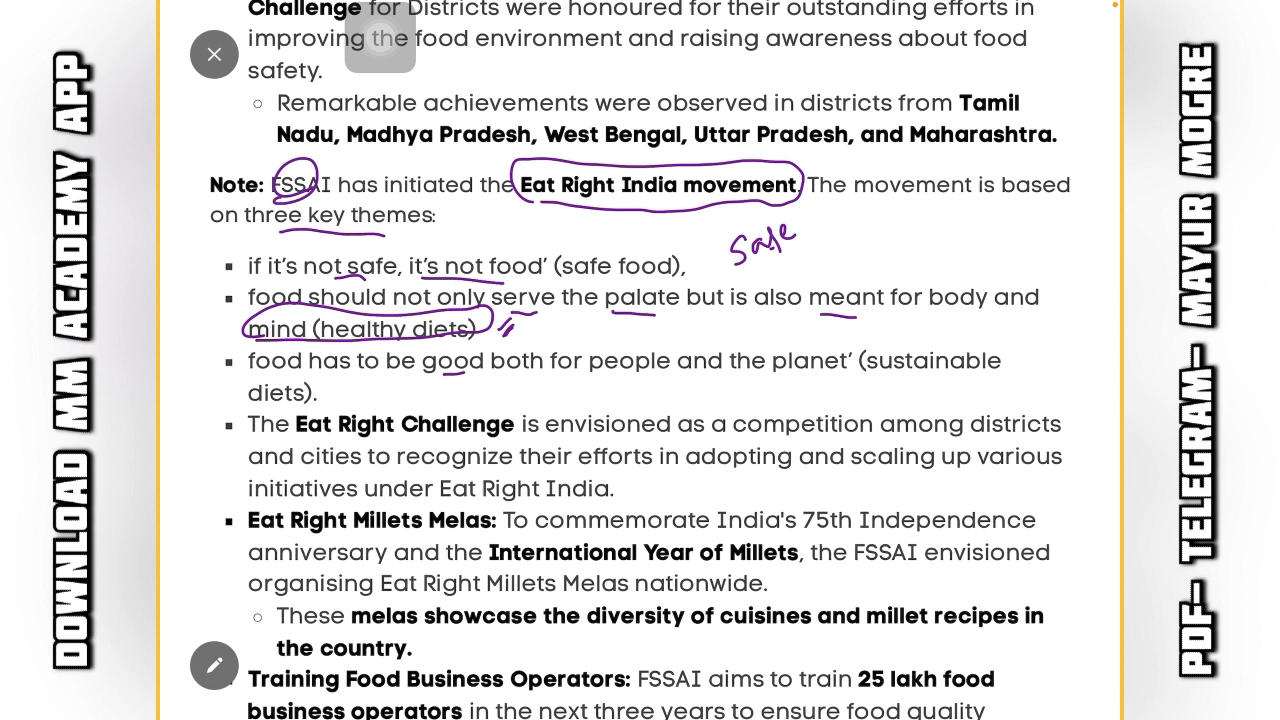 Challenge for Districts were honoured for their outstanding efforts in
improving the food environment and raising awareness about food
safety.
Remarkable achievements were observed in districts from Tamil
Nadu, Madhya Pradesh, West Bengal, Uttar Pradesh, and Maharashtra.
Note: FSSAI has initiated the Eat Right India movement. The movement is based
on three key themes:
safe
if it's not safe, it's not food' (safe food),
food should not only serve the palate but is also meant for body and
mind (healthy diets)
food has to be good both for people and the planet' (sustainable
diets).
The Eat Right Challenge is envisioned as a competition among districts
and cities to recognize their efforts in adopting and scaling up various
initiatives under Eat Right India.
Eat Right Millets Melas: To commemorate India's 75th Independence
anniversary and the International Year of Millets, the FSSAI envisioned
organising Eat Right Millets Melas nationwide.
These melas showcase the diversity of cuisines and millet recipes in
the country.
Training Food Business Operators: FSSAI aims to train 25 lakh food
business operators in the next three years to ensure food quality
DOWNLOAD MM ACADEMY APP
PDF- TELEGRAM- MAYUR MOGRE